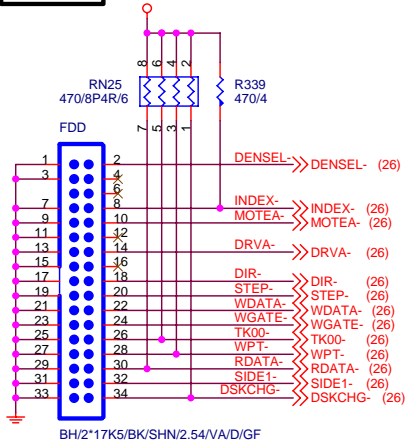 8 6 4 2
RN25
470/8P4R/6
R339
470/4
7 5 3 1
FDD
1 2 DENSEL- DENSEL- (26)
3 4
6
7 8 INDEX- INDEX- (26)
9 10 MOTEA- MOTEA- (26)
11 12
13 14 DRVA- DRVA- (26)
15 16
17 18 DIR- DIR- (26)
19 20 STEP- STEP- (26)
21 22 WDATA- WDATA- (26)
23 24 WGATE- WGATE- (26)
25 26 TK00- TK00- (26)
27 28 WPT- WPT- (26)
29 30 RDATA- RDATA- (26)
31 32 SIDE1- SIDE1- (26)
33 34 DSKCHG- DSKCHG- (26)
BH/2*17K5/BK/SHN/2.54/VA/D/GF